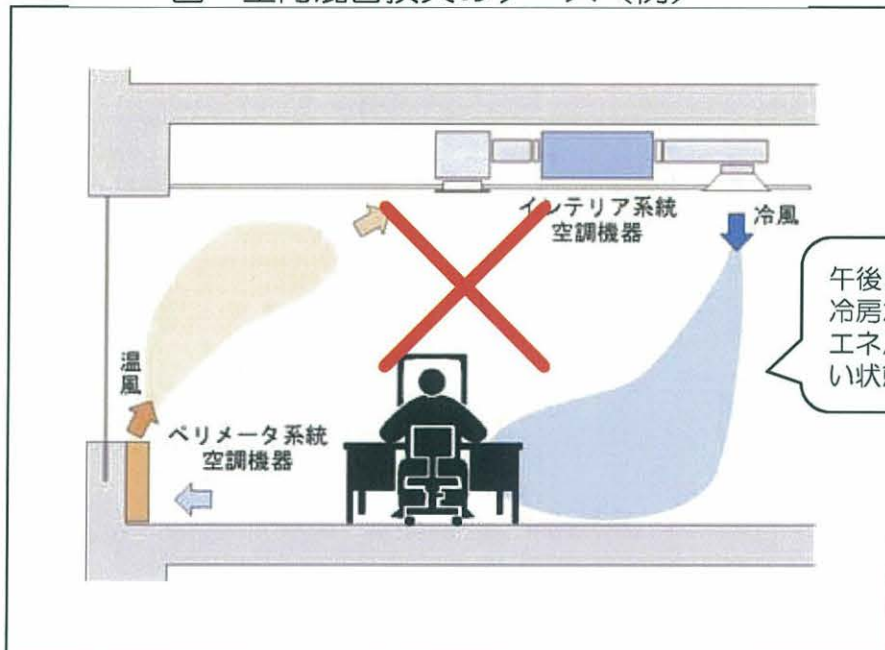 インテリア系統
空調機器
冷風
温風
ペリメータ系統
空調機器
午後
冷房
エネ
い状